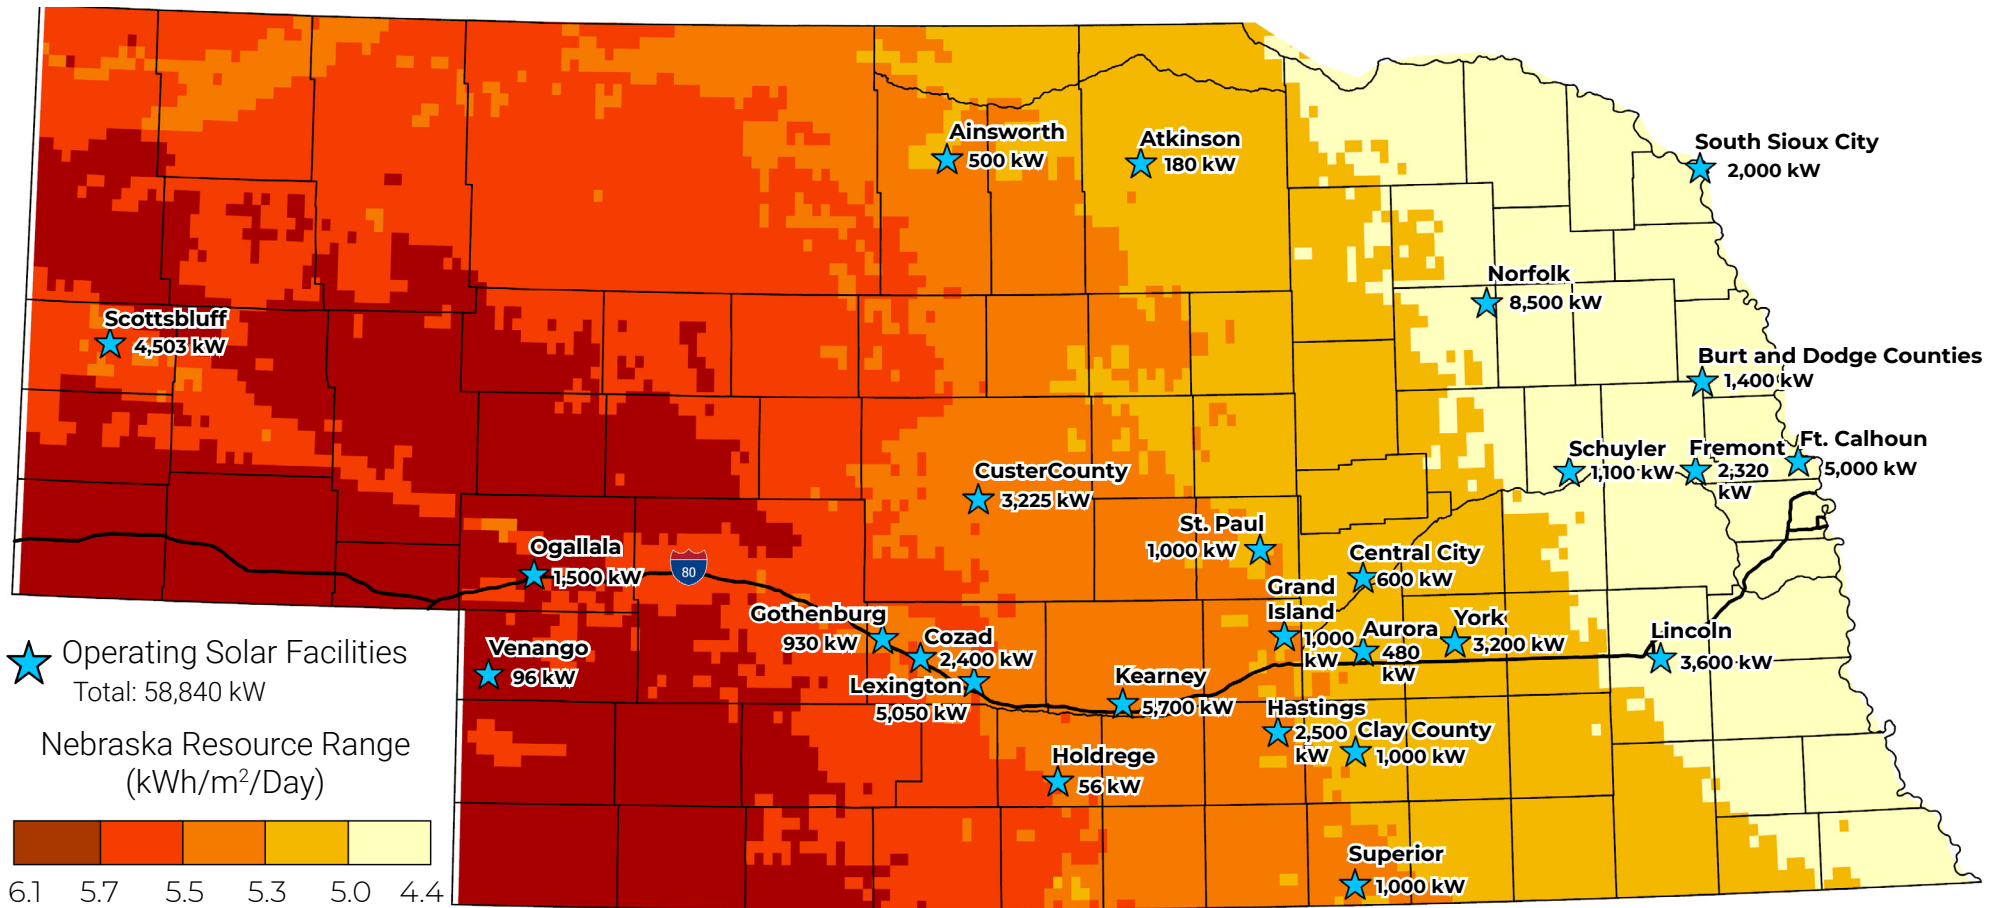 Ainsworth
500 kW
Atkinson
180 kW
South Sioux City
2,000 kW
Norfolk
8,500 kW
Scottsbluff
4,503 kW
Burt and Dodge Counties
1,400 kW
Schuyler
1,100 kW
Fremont
2,320
kW
Ft. Calhoun
5,000 kW
CusterCounty
3,225 kW
St. Paul
1,000 kW
Ogallala
1,500 kW
80
Central City
600 kW
Grand
Island
1,000
kW
Aurora
480
kW
York
3,200 kW
Lincoln
3,600 kW
Gothenburg
930 kW
Cozad
2,400 kW
Venango
96 kW
Lexington
5,050 kW
Kearney
5,700 kW
Hastings
2,500
kW
Clay County
1,000 kW
Holdrege
56 kW
Superior
1,000 kW
Operating Solar Facilities
Total: 58,840 kW
Nebraska Resource Range
(kWh/m²/Day)
6.1 5.7 5.5 5.3 5.0 4.4